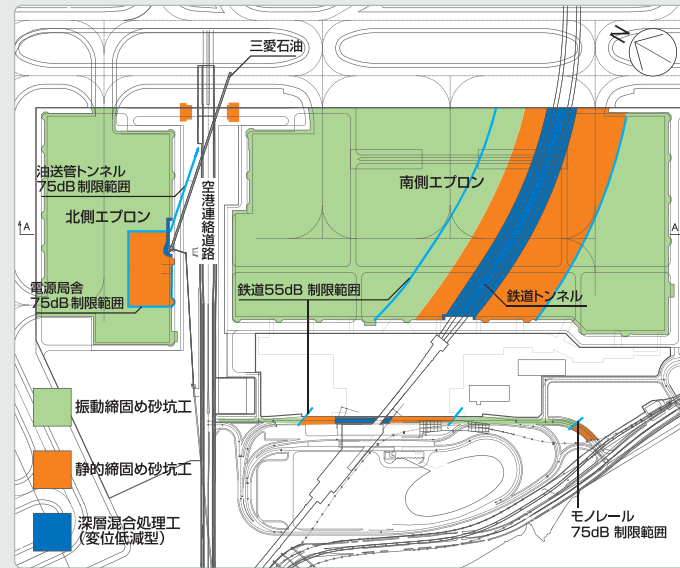 三愛石油
N
油送管トンネル
75dB 制限範囲
北側エプロン
空港連絡道路
南側エプロン
A
A
電源局舎
75dB 制限範囲
鉄道55dB 制限範囲
鉄道トンネル
振動締固め砂坑工
静的締固め砂坑工
深層混合処理工
(変位低減型)
モノレール
75dB 制限範囲